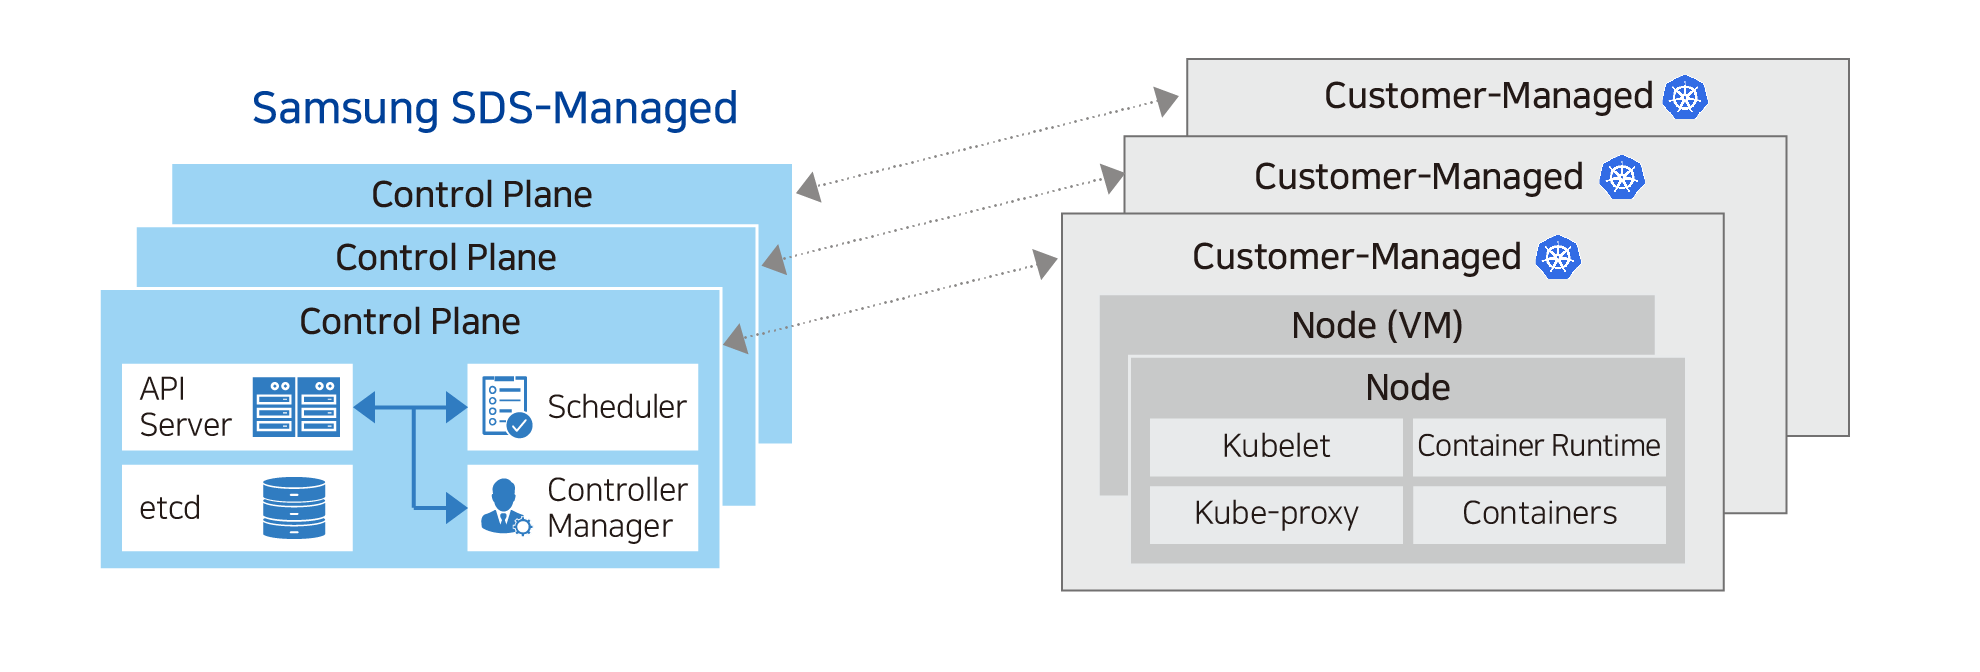 Samsung SDS-Managed
Control Plane
Control Plane
Control Plane
API
Server
Scheduler
etcd
Controller
Manager
Customer-Managed
Customer-Managed
Customer-Managed
Node (VM)
Node
Kubelet
Container Runtime
Kube-proxy
Containers